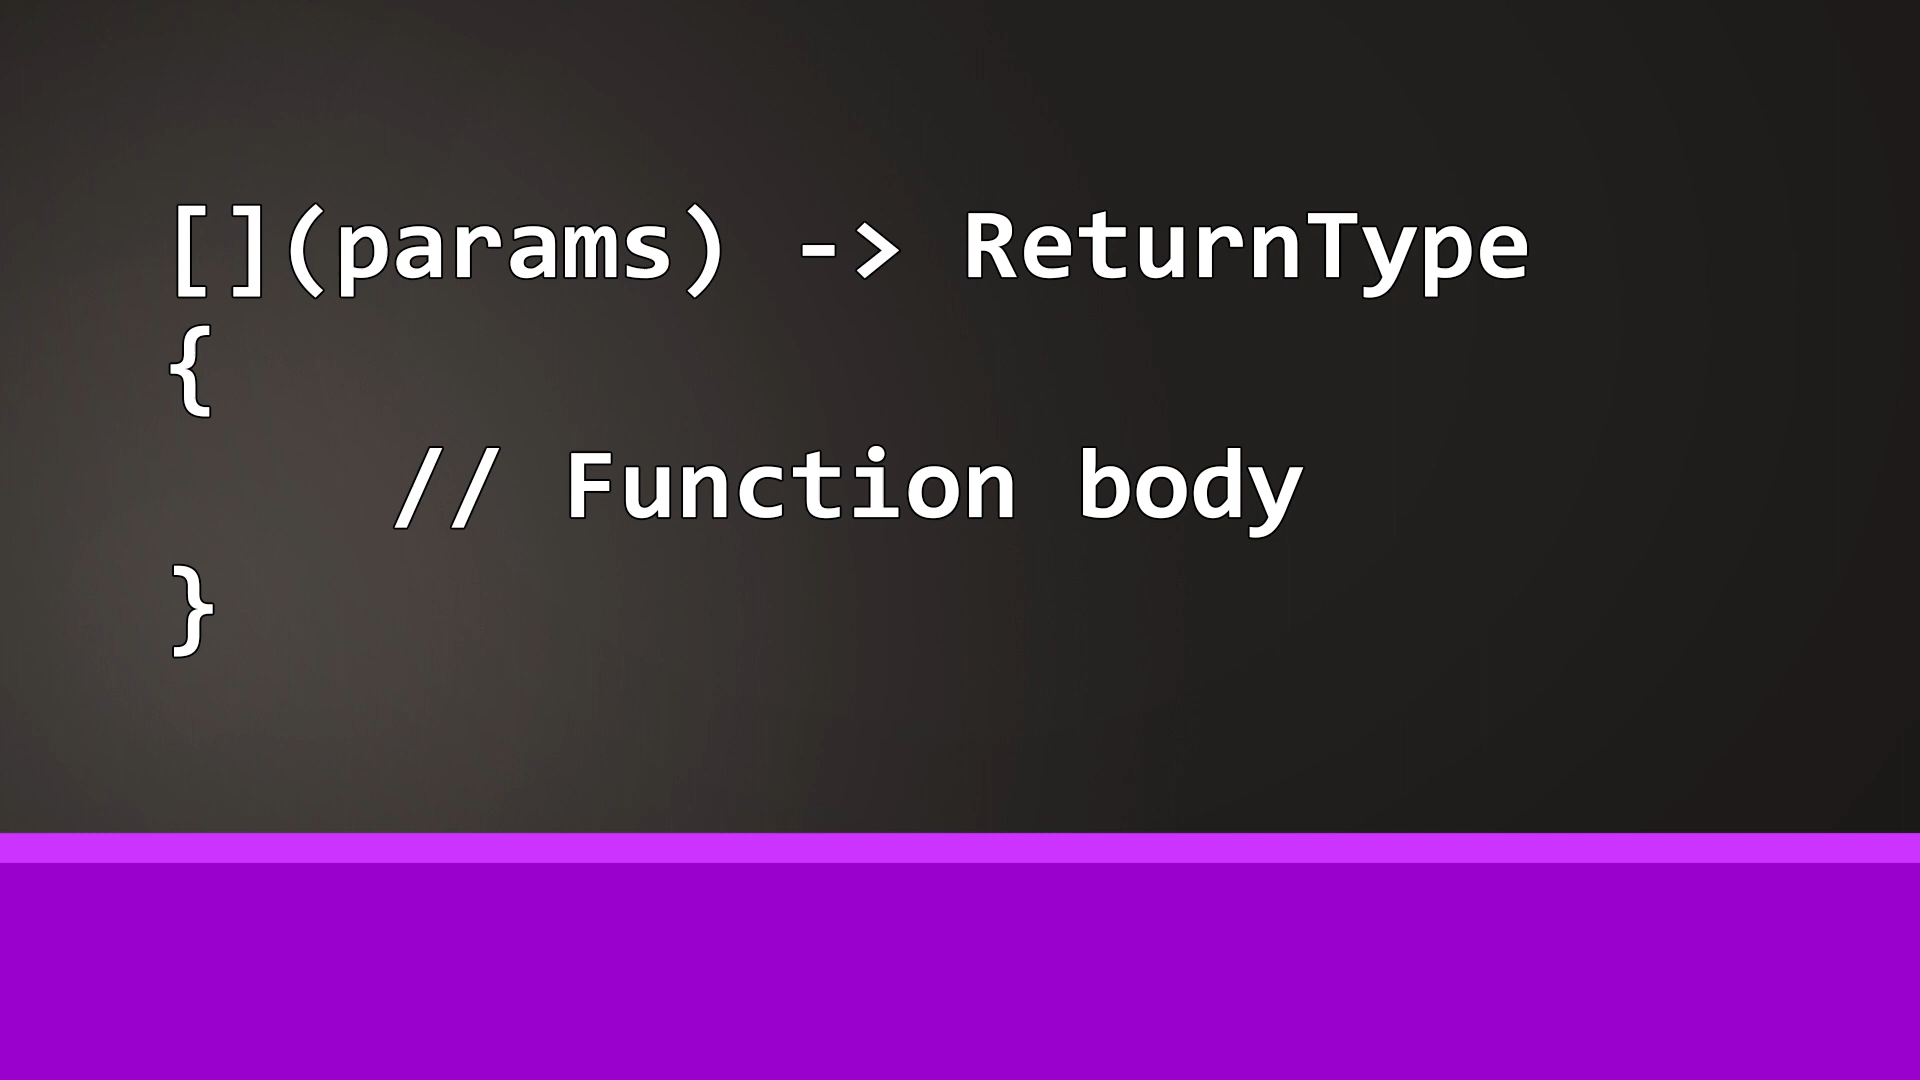 [](params) -> ReturnType
{
    // Function body
}